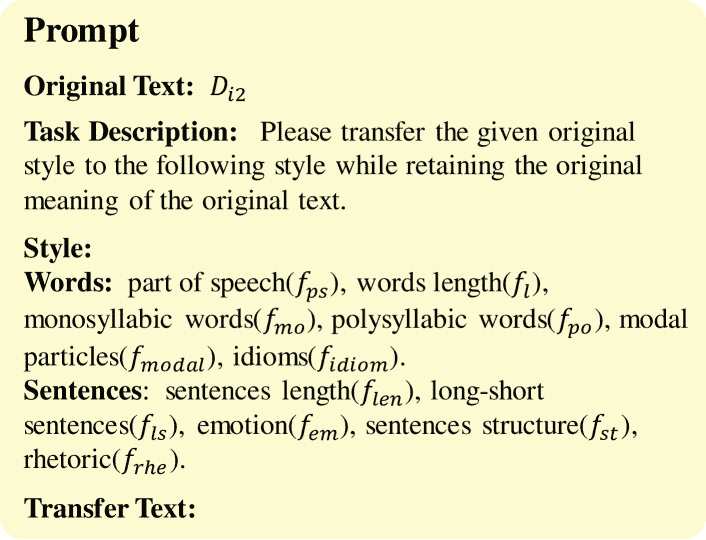 Prompt
Original Text: D_{i2}
Task Description: Please transfer the given original
style to the following style while retaining the original
meaning of the original text.
Style:
Words: part of speech(f_{ps}), words length(f_{l}),
monosyllabic words(f_{mo}), polysyllabic words(f_{po}), modal
particles(f_{modal}), idioms(f_{idiom}).
Sentences: sentences length(f_{len}), long-short
sentences(f_{ls}), emotion(f_{em}), sentences structure(f_{st}),
rhetoric(f_{rhe}).
Transfer Text: